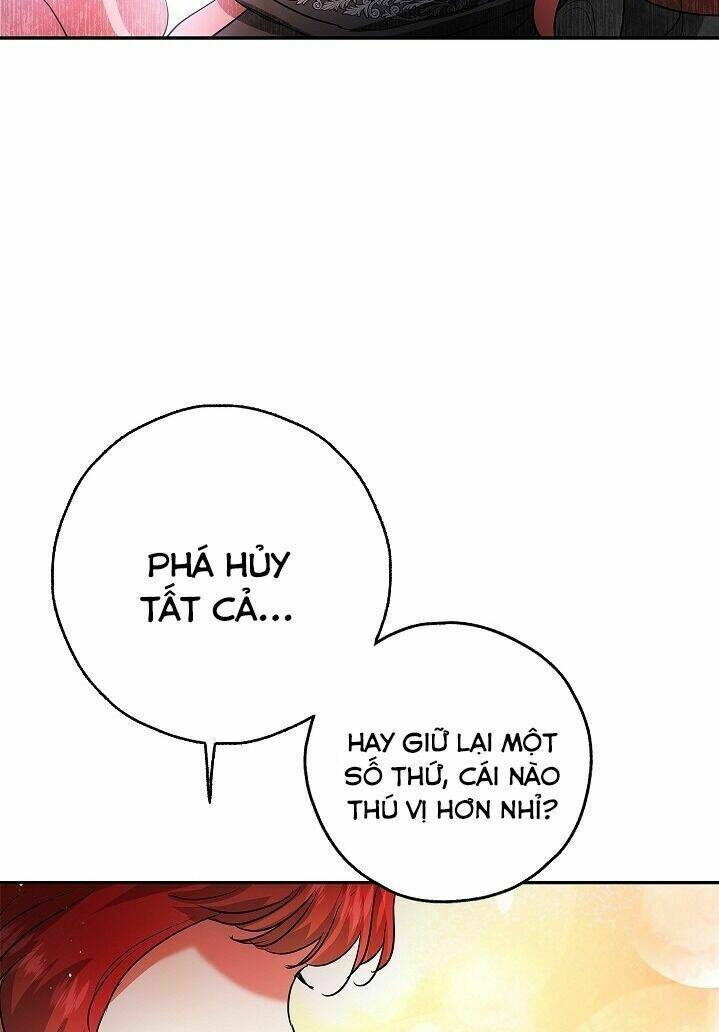 PHÁ HỦY
TẤT CẢ...
HAY GIỮ LẠI MỘT
SỐ THỨ, CÁI NÀO
THÚ VỊ HƠN NHỈ?